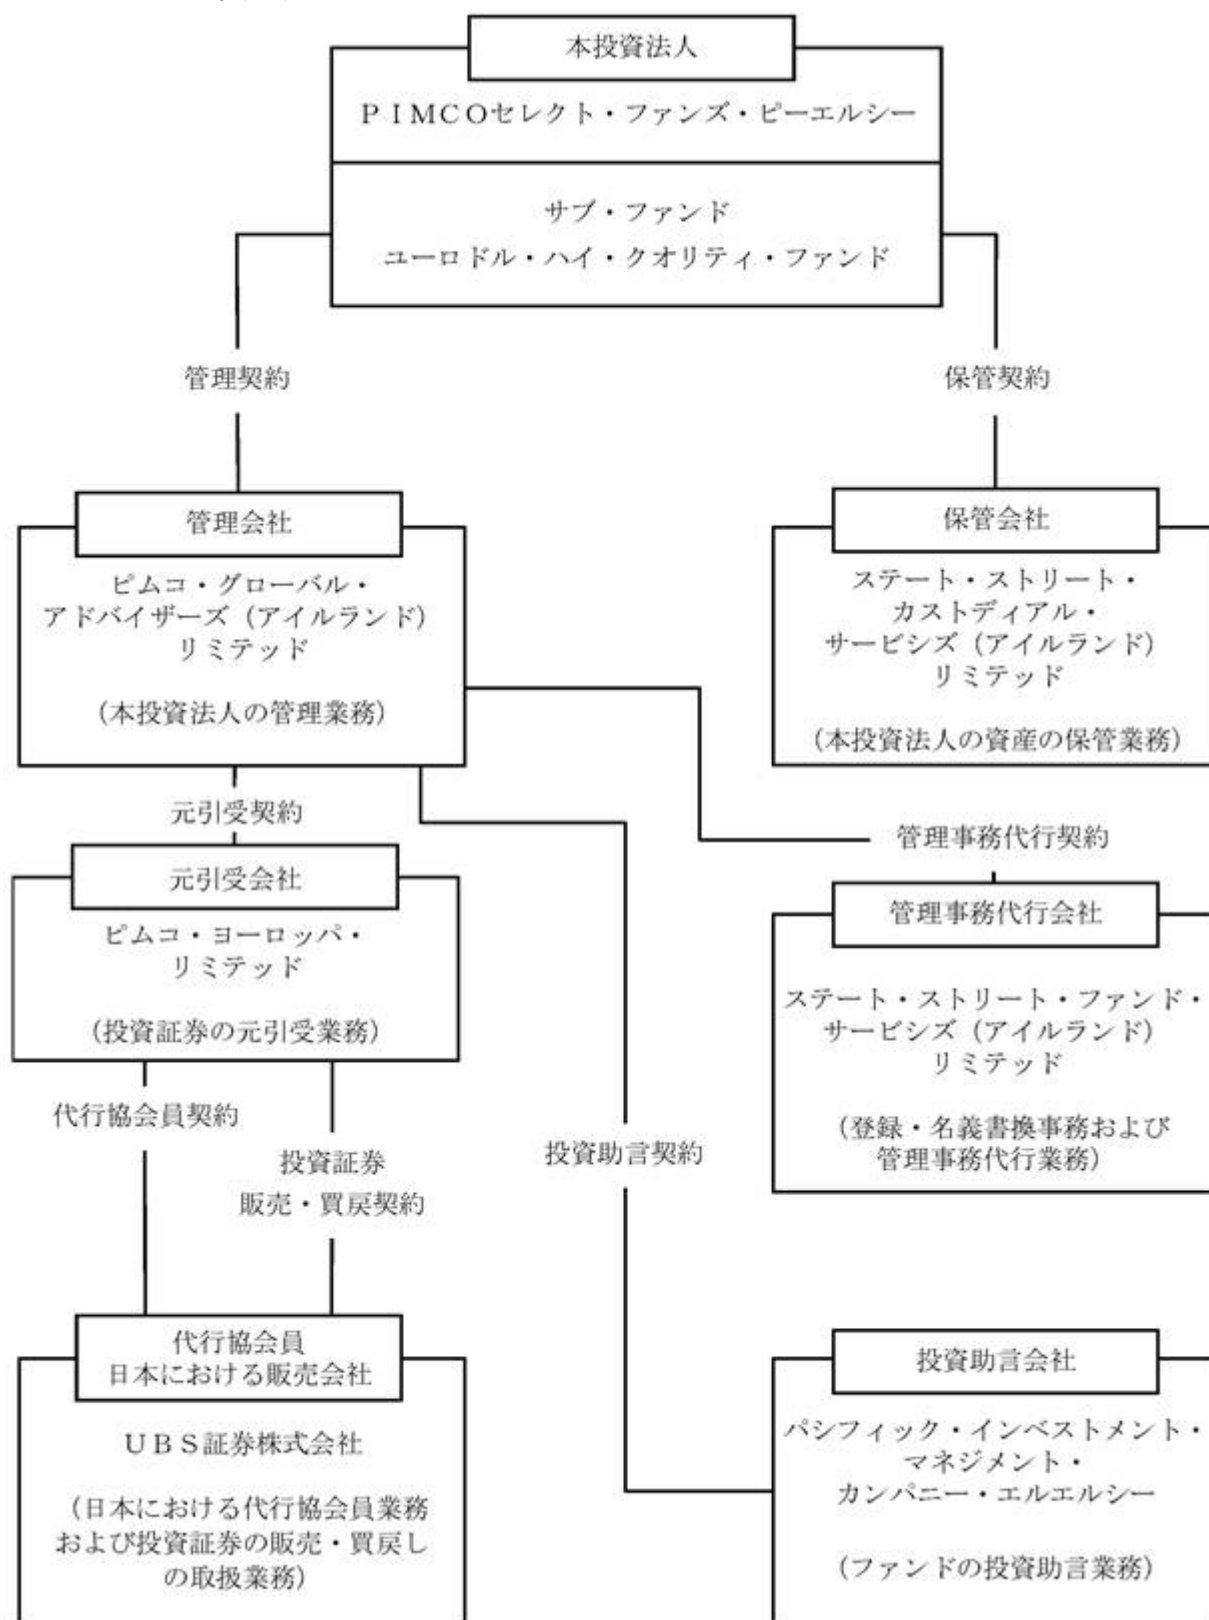 本投資法人
ＰＩＭＣＯセレクト・ファンズ・ピーエルシー
サブ・ファンド
ユーロドル・ハイ・クオリティ・ファンド
管理契約
保管契約
管理会社
ピムコ・グローバル・
アドバイザーズ（アイルランド）
リミテッド
（本投資法人の管理業務）
保管会社
ステート・ストリート・
カストディアル・
サービシズ（アイルランド）
リミテッド
（本投資法人の資産の保管業務）
元引受契約
管理事務代行契約
元引受会社
ピムコ・ヨーロッパ・
リミテッド
（投資証券の元引受業務）
管理事務代行会社
ステート・ストリート・ファンド・
サービシズ（アイルランド）
リミテッド
（登録・名義書換事務および
管理事務代行業務）
代行協会員契約
投資証券
販売・買戻契約
投資助言契約
代行協会員
日本における販売会社
ＵＢＳ証券株式会社
（日本における代行協会員業務
および投資証券の販売・買戻し
の取扱業務）
投資助言会社
パシフィック・インベストメント・
マネジメント・
カンパニー・エルエルシー
（ファンドの投資助言業務）